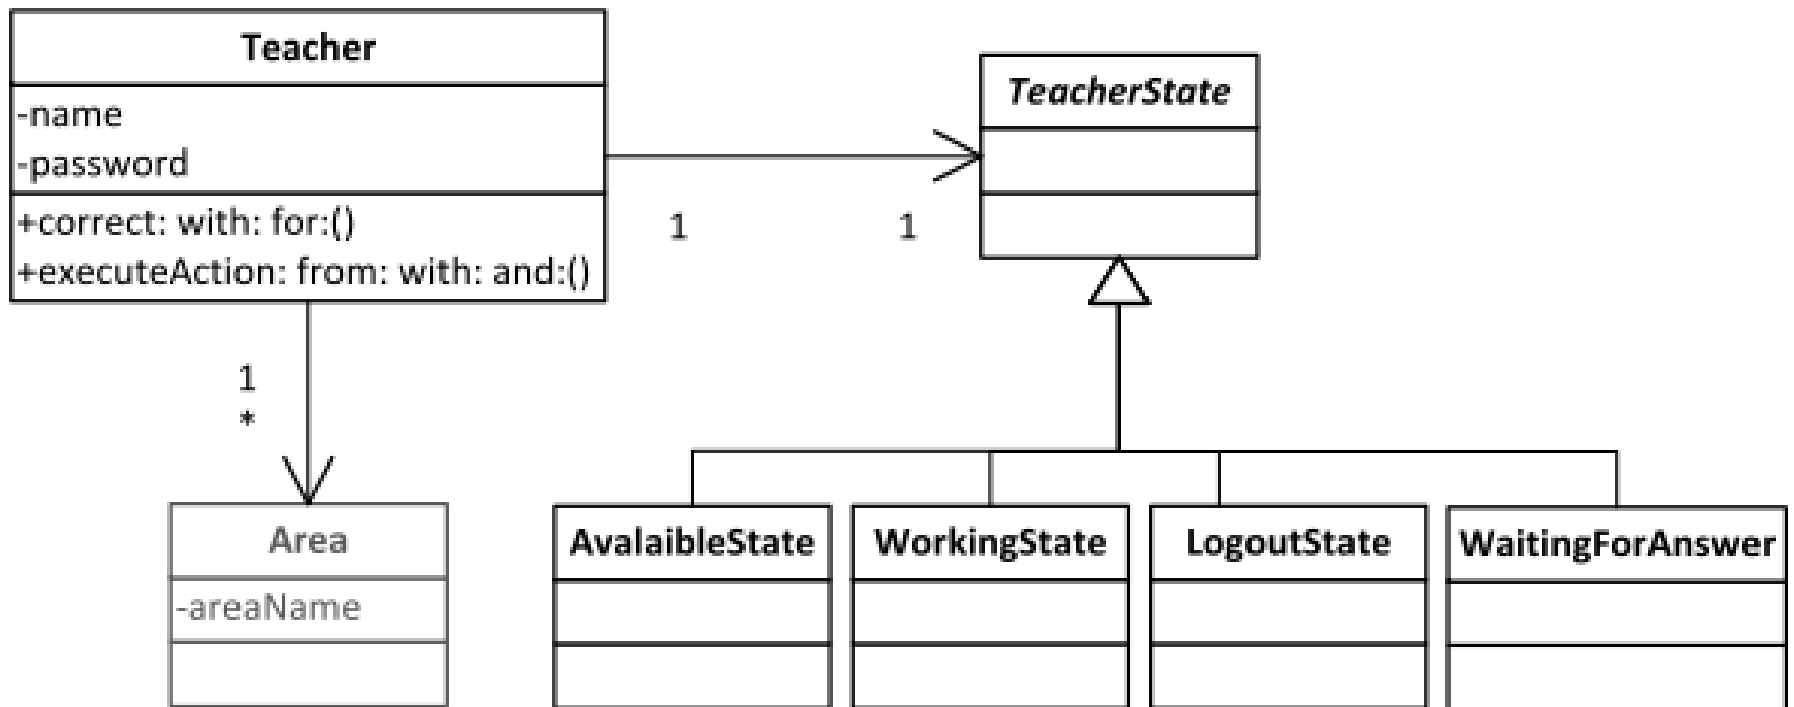 Teacher
-name
-password
+correct: with: for:()
+executeAction: from: with: and:()
TeacherState
1
1
1
*
Area
-areaName
AvalaibleState
WorkingState
LogoutState
WaitingForAnswer